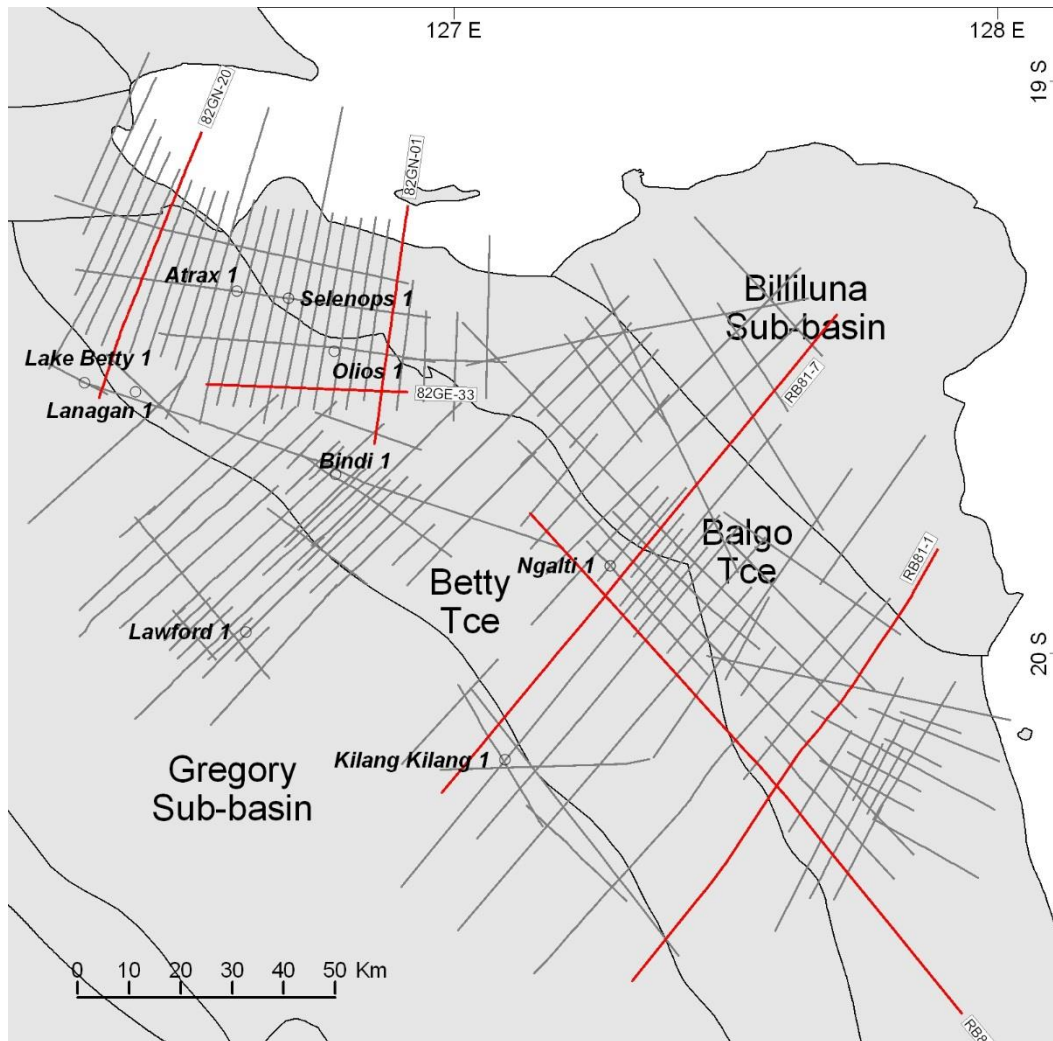 127 E
128 E
19 S
82GN-20
82GN-01
Atrax 1
Selenops 1
Billiluna
Sub-basin
Lake Betty 1
Olios 1
RB81-7
Lanagan 1
82GE-33
Bindi 1
Balgo
Tce
RB81-1
Ngalti 1
Betty
Tce
Lawford 1
20 S
Kilang Kilang 1
Gregory
Sub-basin
0 10 20 30 40 50 Km
RB8